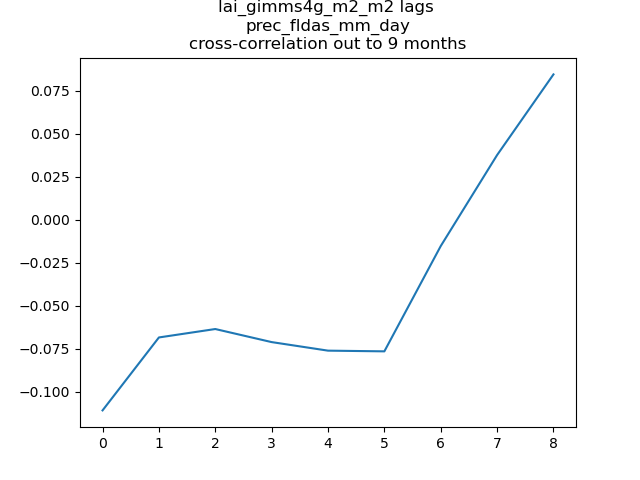 lai_gimms4g_m2_m2 lags
prec_fldas_mm_day
cross-correlation out to 9 months
0.075
0.050
0.025
0.000
−0.025
−0.050
−0.075
−0.100
0 1 2 3 4 5 6 7 8